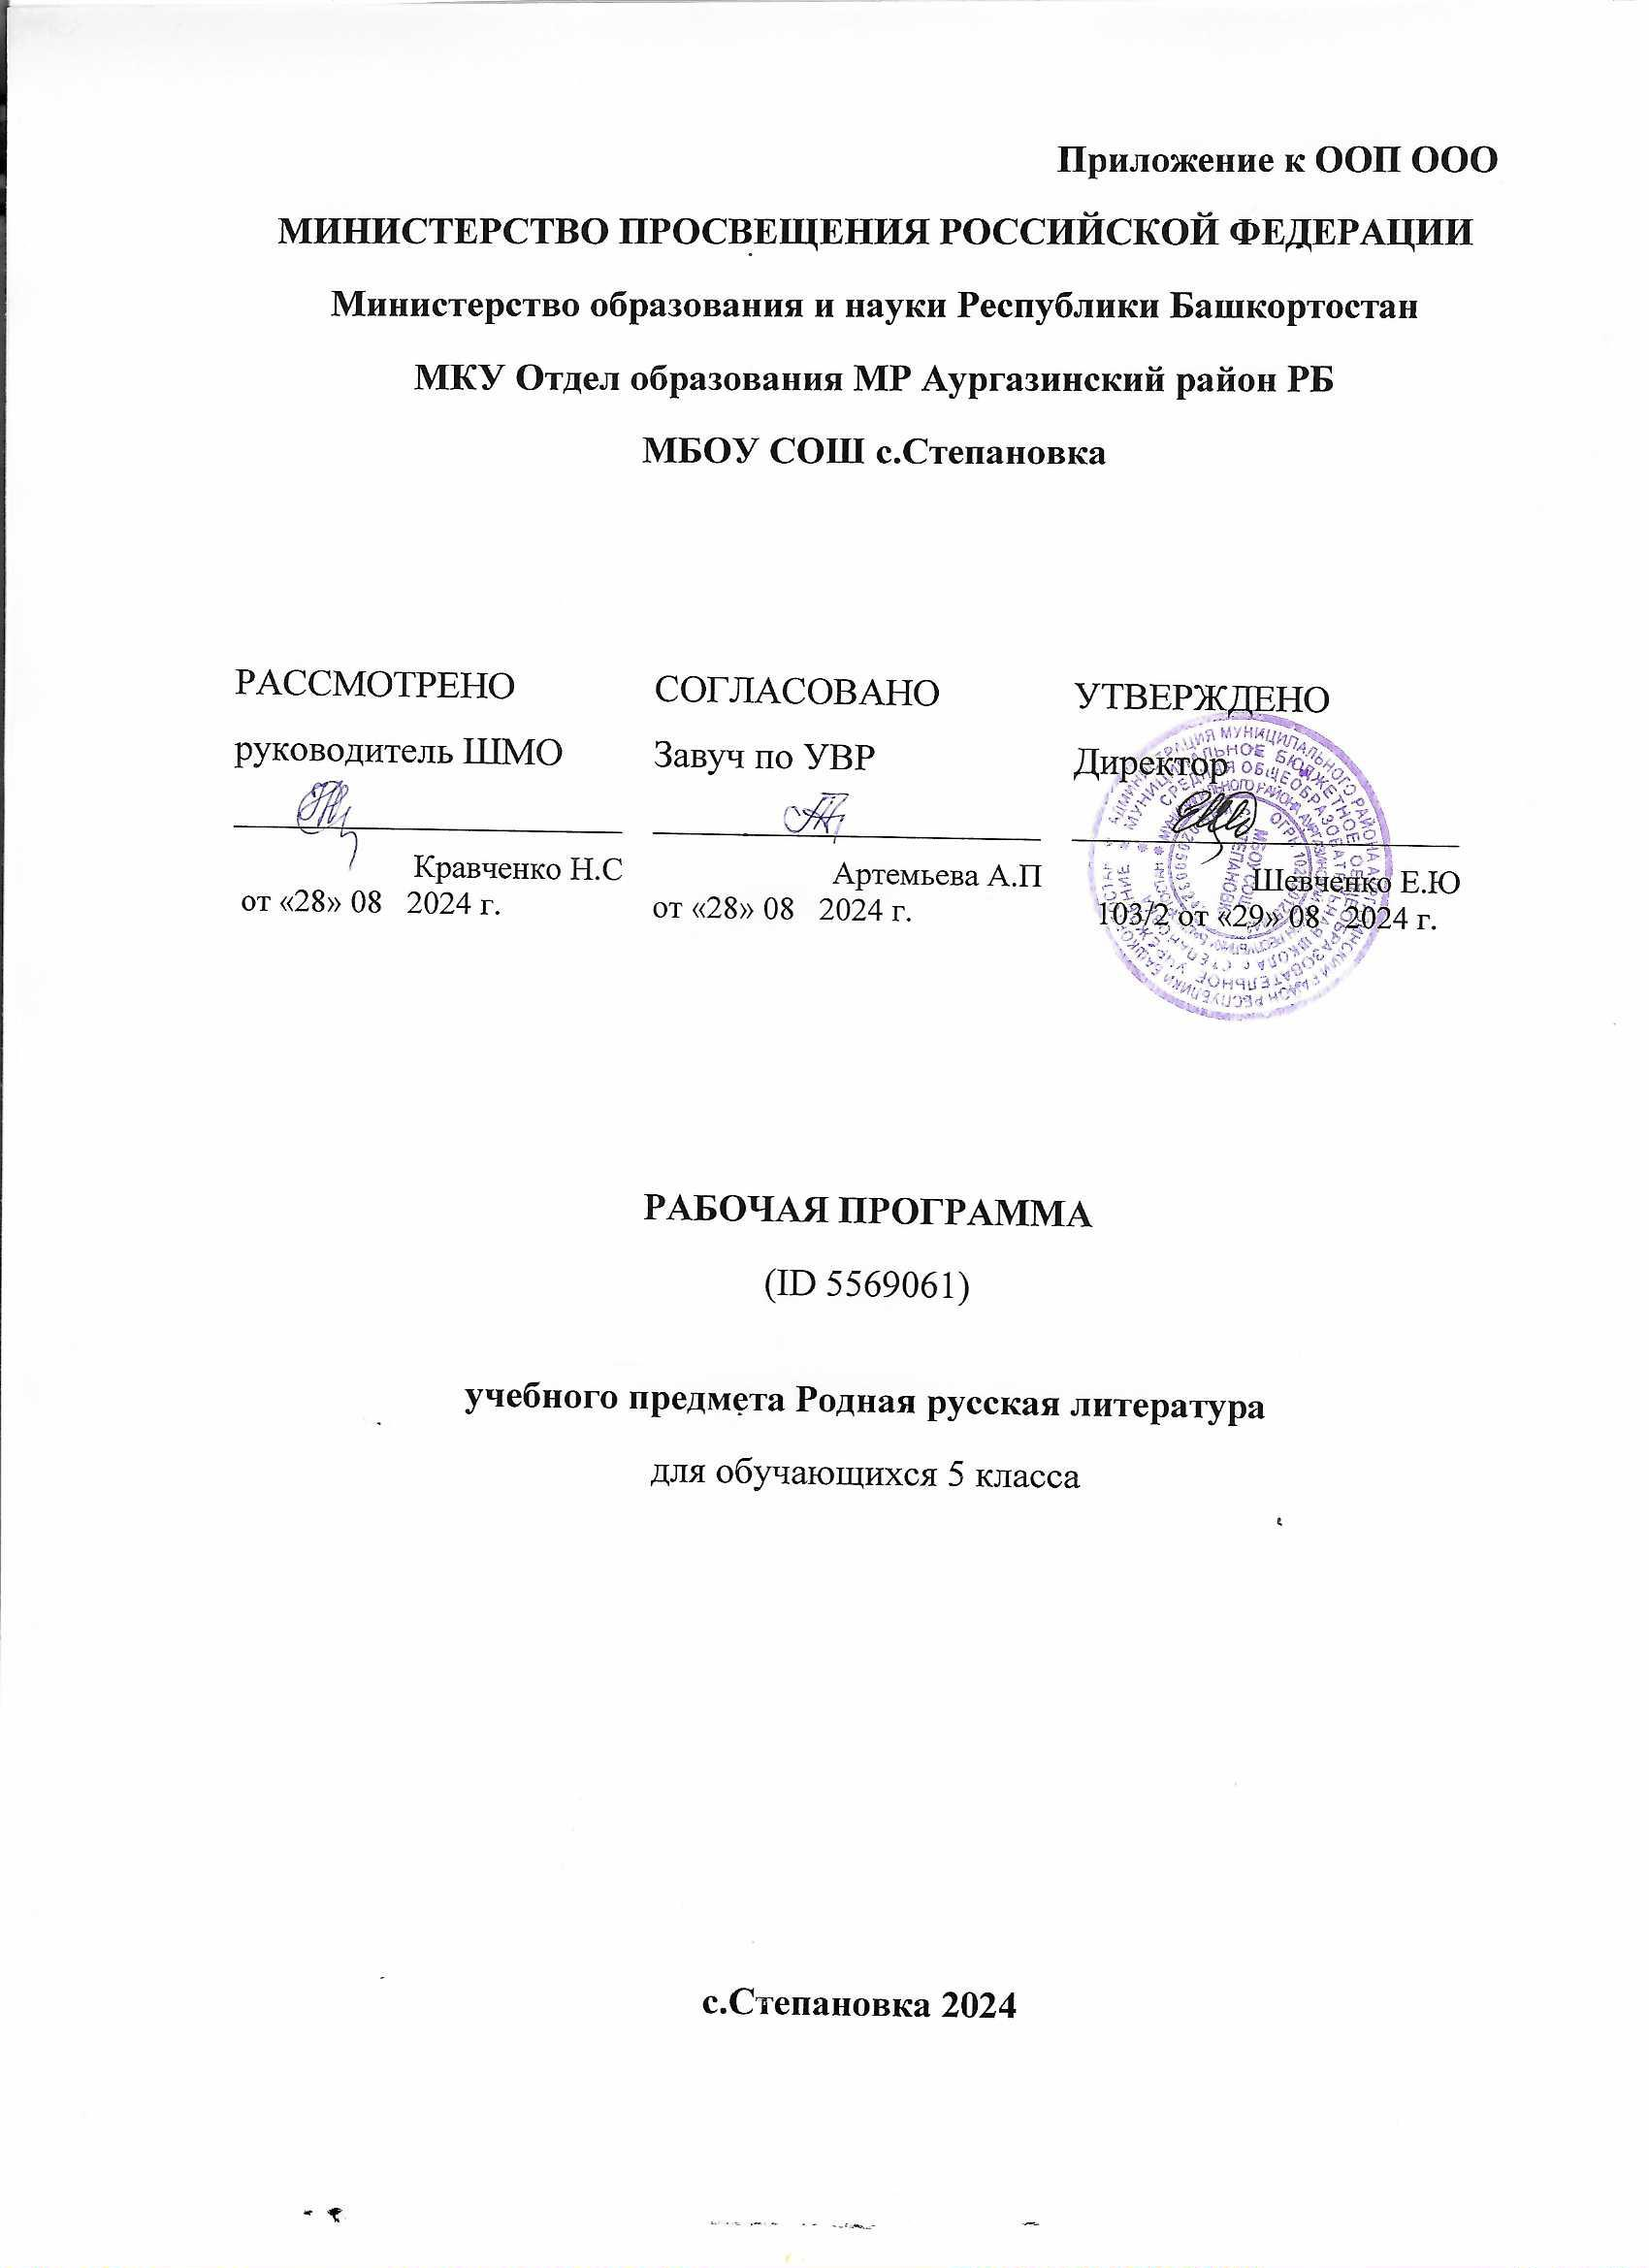 Приложение к ООП ООО
МИНИСТЕРСТВО ПРОСВЕЩЕНИЯ РОССИЙСКОЙ ФЕДЕРАЦИИ
Министерство образования и науки Республики Башкортостан
МКУ Отдел образования МР Аургазинский район РБ
МБОУ СОШ с.Степановка
РАССМОТРЕНО
руководитель ШМО
Кравченко Н.С
от «28» 08 2024 г.
СОГЛАСОВАНО
Завуч по УВР
Артемьева А.П
от «28» 08 2024 г.
УТВЕРЖДЕНО
Директор
Шевченко Е.Ю
103/2 от «29» 08 2024 г.
РАБОЧАЯ ПРОГРАММА
(ID 5569061)
учебного предмета Родная русская литература
для обучающихся 5 класса
с.Степановка 2024